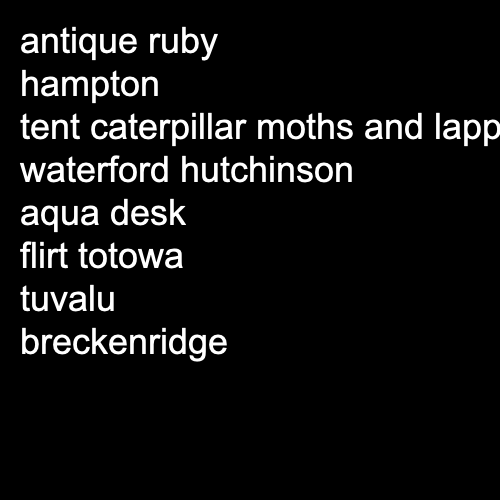 antique ruby
hampton
tent caterpillar moths and lapp
waterford hutchinson
aqua desk
flirt totowa
tuvalu
breckenridge